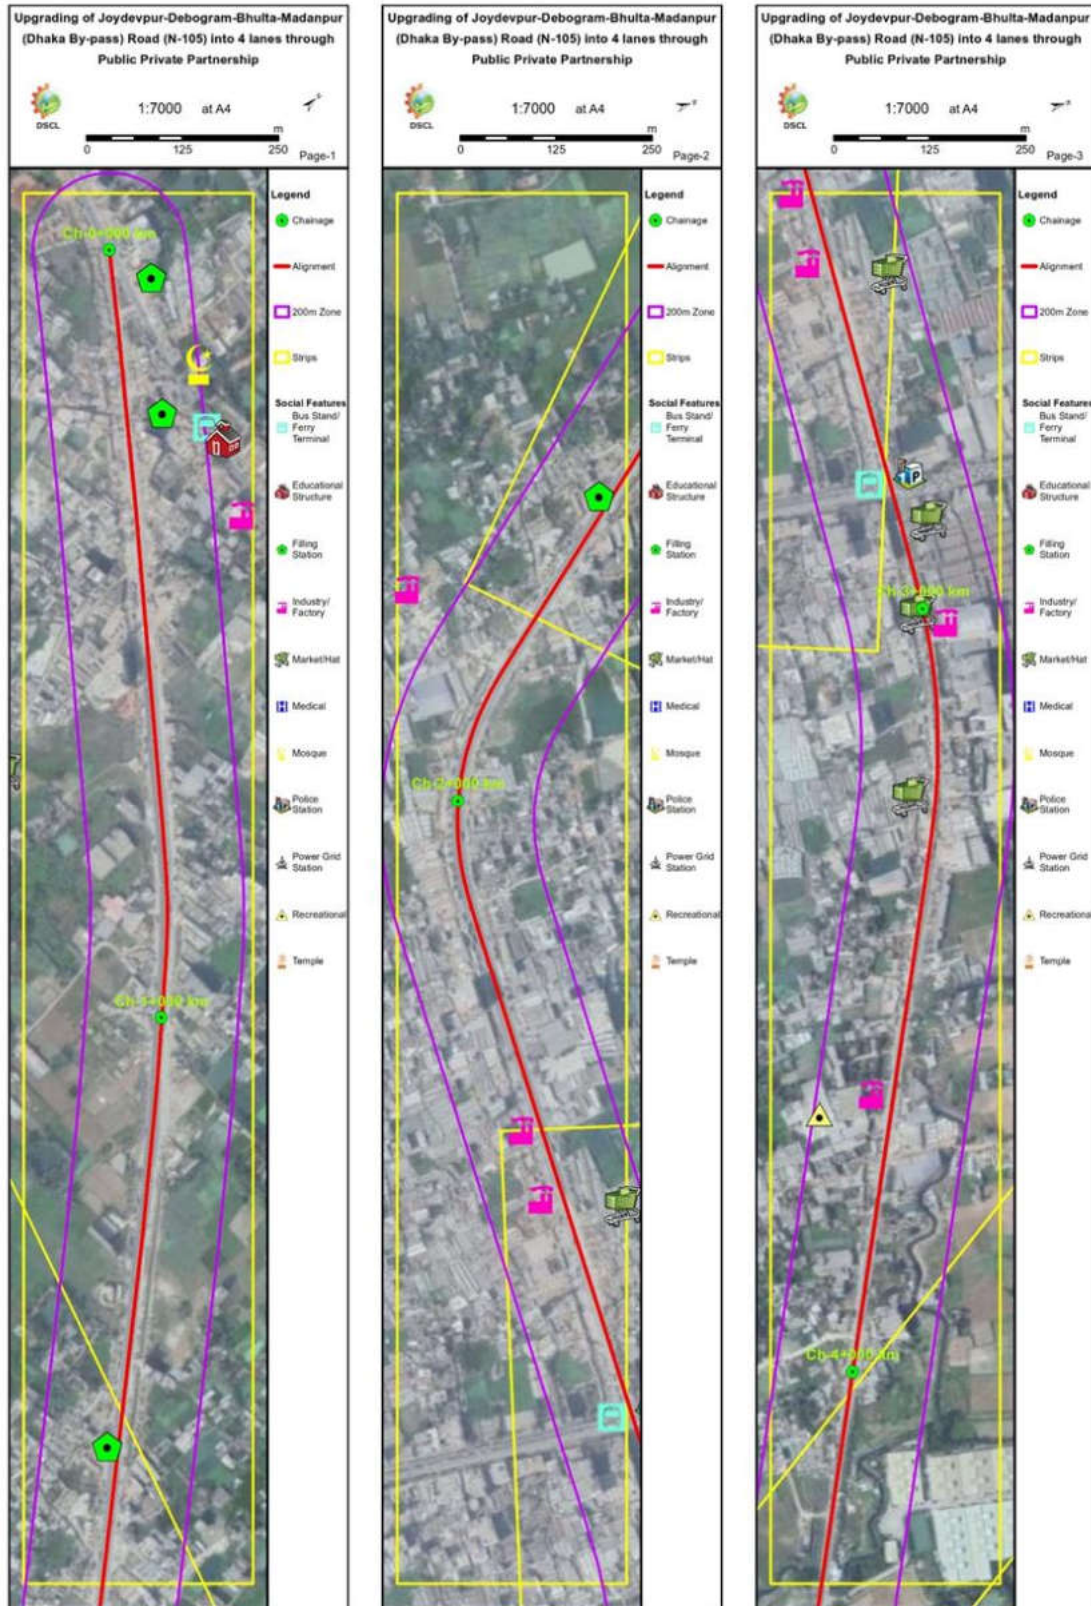 Upgrading of Joydevpur-Debogram-Bhulta-Madanpur
(Dhaka By-pass) Road (N-105) into 4 lanes through
Public Private Partnership
DSCL
1:7000 at A4
m
0 125 250
Page-1
Legend
Chainage
Alignment
200m Zone
Strips
Social Features
Bus Stand/
Ferry
Terminal
Educational
Structure
Filling
Station
Industry/
Factory
Market/Hat
Medical
Mosque
Police
Station
Power Grid
Station
Recreational
Temple
Ch-0+000 km
Ch-1+000 km
Upgrading of Joydevpur-Debogram-Bhulta-Madanpur
(Dhaka By-pass) Road (N-105) into 4 lanes through
Public Private Partnership
DSCL
1:7000 at A4
m
0 125 250
Page-2
Legend
Chainage
Alignment
200m Zone
Strips
Social Features
Bus Stand/
Ferry
Terminal
Educational
Structure
Filling
Station
Industry/
Factory
Market/Hat
Medical
Mosque
Police
Station
Power Grid
Station
Recreational
Temple
Ch-2+000 km
Upgrading of Joydevpur-Debogram-Bhulta-Madanpur
(Dhaka By-pass) Road (N-105) into 4 lanes through
Public Private Partnership
DSCL
1:7000 at A4
m
0 125 250
Page-3
Legend
Chainage
Alignment
200m Zone
Strips
Social Features
Bus Stand/
Ferry
Terminal
Educational
Structure
Filling
Station
Industry/
Factory
Market/Hat
Medical
Mosque
Police
Station
Power Grid
Station
Recreational
Temple
Ch-3+000 km
Ch-4+000 km